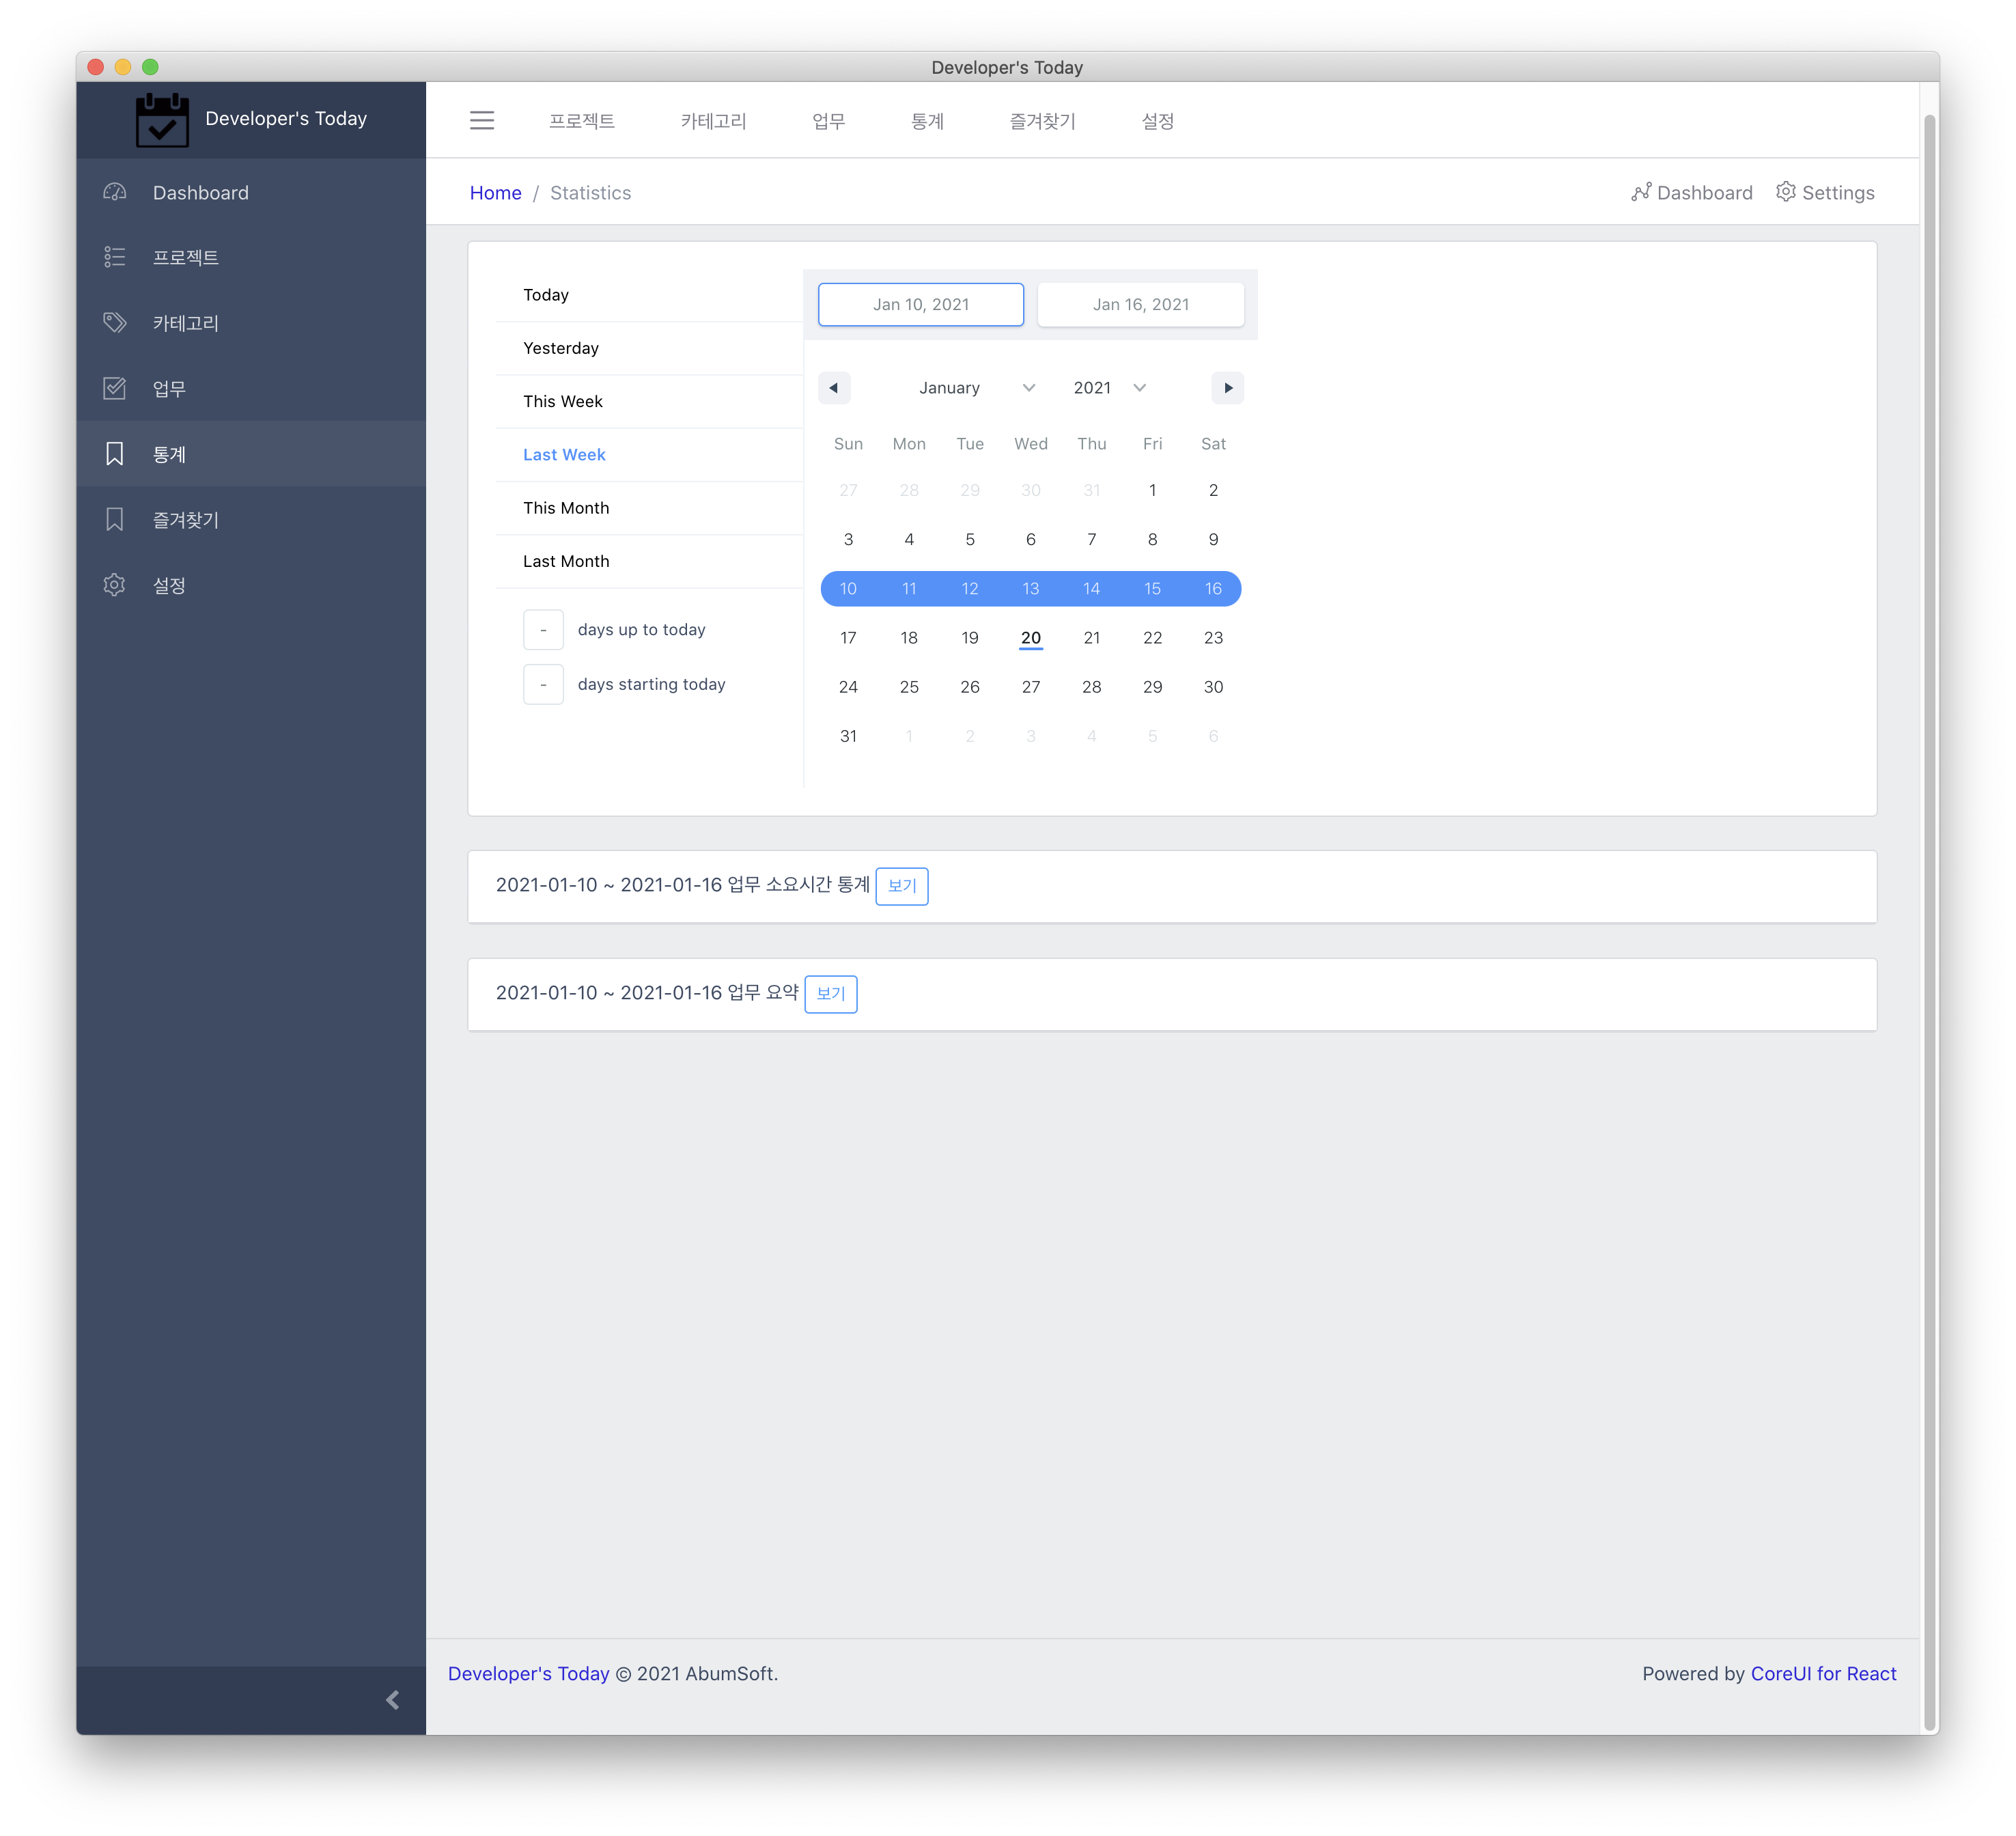 Developer's Today
Developer's Today
프로젝트 카테고리 업무 통계 즐겨찾기 설정
Dashboard
프로젝트
카테고리
업무
통계
즐겨찾기
설정
Home / Statistics
Dashboard Settings
Today
Yesterday
This Week
Last Week
This Month
Last Month
- days up to today
- days starting today
Jan 10, 2021 Jan 16, 2021
January 2021
Sun Mon Tue Wed Thu Fri Sat
27 28 29 30 31 1 2
3 4 5 6 7 8 9
10 11 12 13 14 15 16
17 18 19 20 21 22 23
24 25 26 27 28 29 30
31 1 2 3 4 5 6
2021-01-10 ~ 2021-01-16 업무 소요시간 통계 보기
2021-01-10 ~ 2021-01-16 업무 요약 보기
Developer's Today © 2021 AbumSoft.
Powered by CoreUI for React